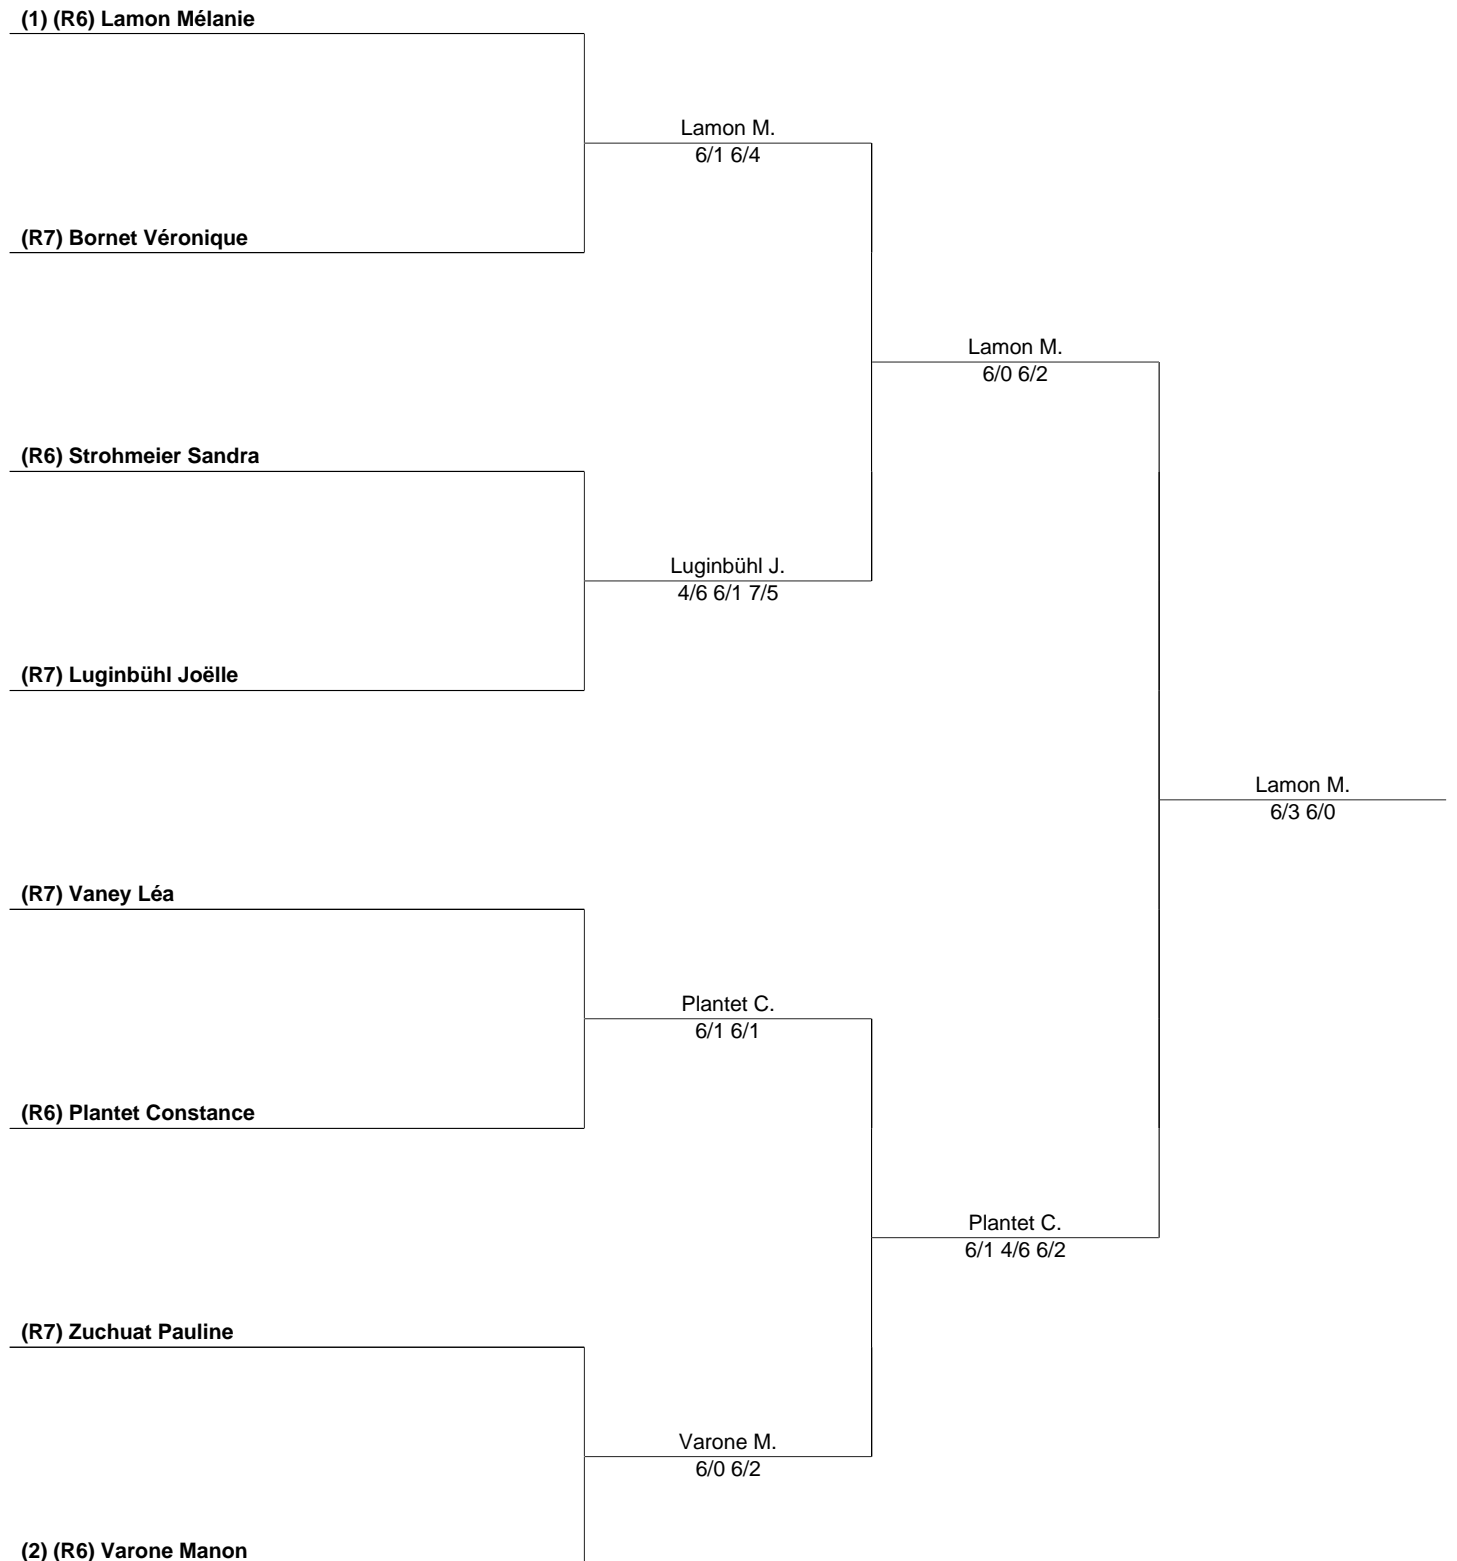 (1) (R6) Lamon Mélanie
Lamon M.
6/1 6/4
(R7) Bornet Véronique
Lamon M.
6/0 6/2
(R6) Strohmeier Sandra
Luginbühl J.
4/6 6/1 7/5
(R7) Luginbühl Joëlle
Lamon M.
6/3 6/0
(R7) Vaney Léa
Plantet C.
6/1 6/1
(R6) Plantet Constance
Plantet C.
6/1 4/6 6/2
(R7) Zuchuat Pauline
Varone M.
6/0 6/2
(2) (R6) Varone Manon